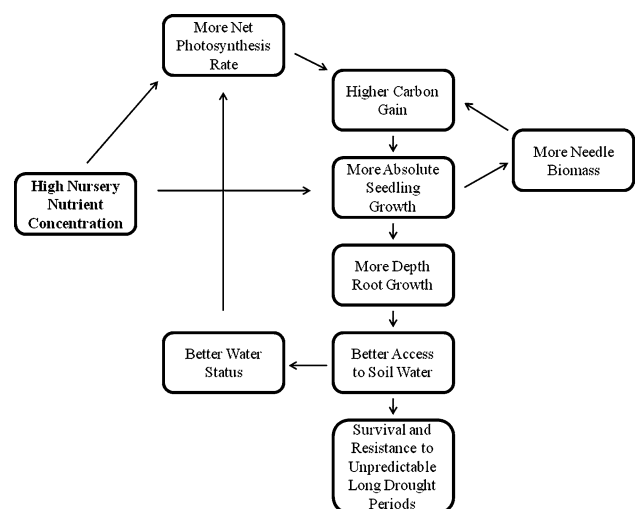 More Net
Photosynthesis
Rate
Higher Carbon
Gain
More Needle
Biomass
High Nursery
Nutrient
Concentration
More Absolute
Seedling
Growth
More Depth
Root Growth
Better Water
Status
Better Access
to Soil Water
Survival and
Resistance to
Unpredictable
Long Drought
Periods